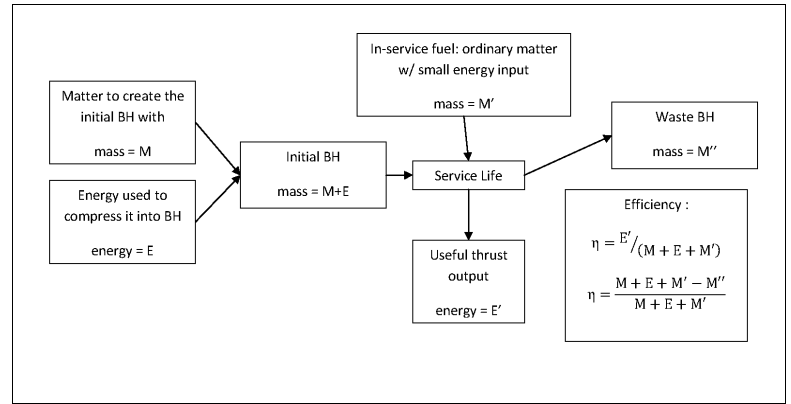 Matter to create the
initial BH with
mass = M
Energy used to
compress it into BH
energy = E
Initial BH
mass = M+E
In-service fuel: ordinary matter
w/ small energy input
mass = M′
Service Life
Useful thrust
output
energy = E′
Waste BH
mass = M′′
Efficiency :
η = E′/(M + E + M′)
η = M + E + M′ − M′′
M + E + M′